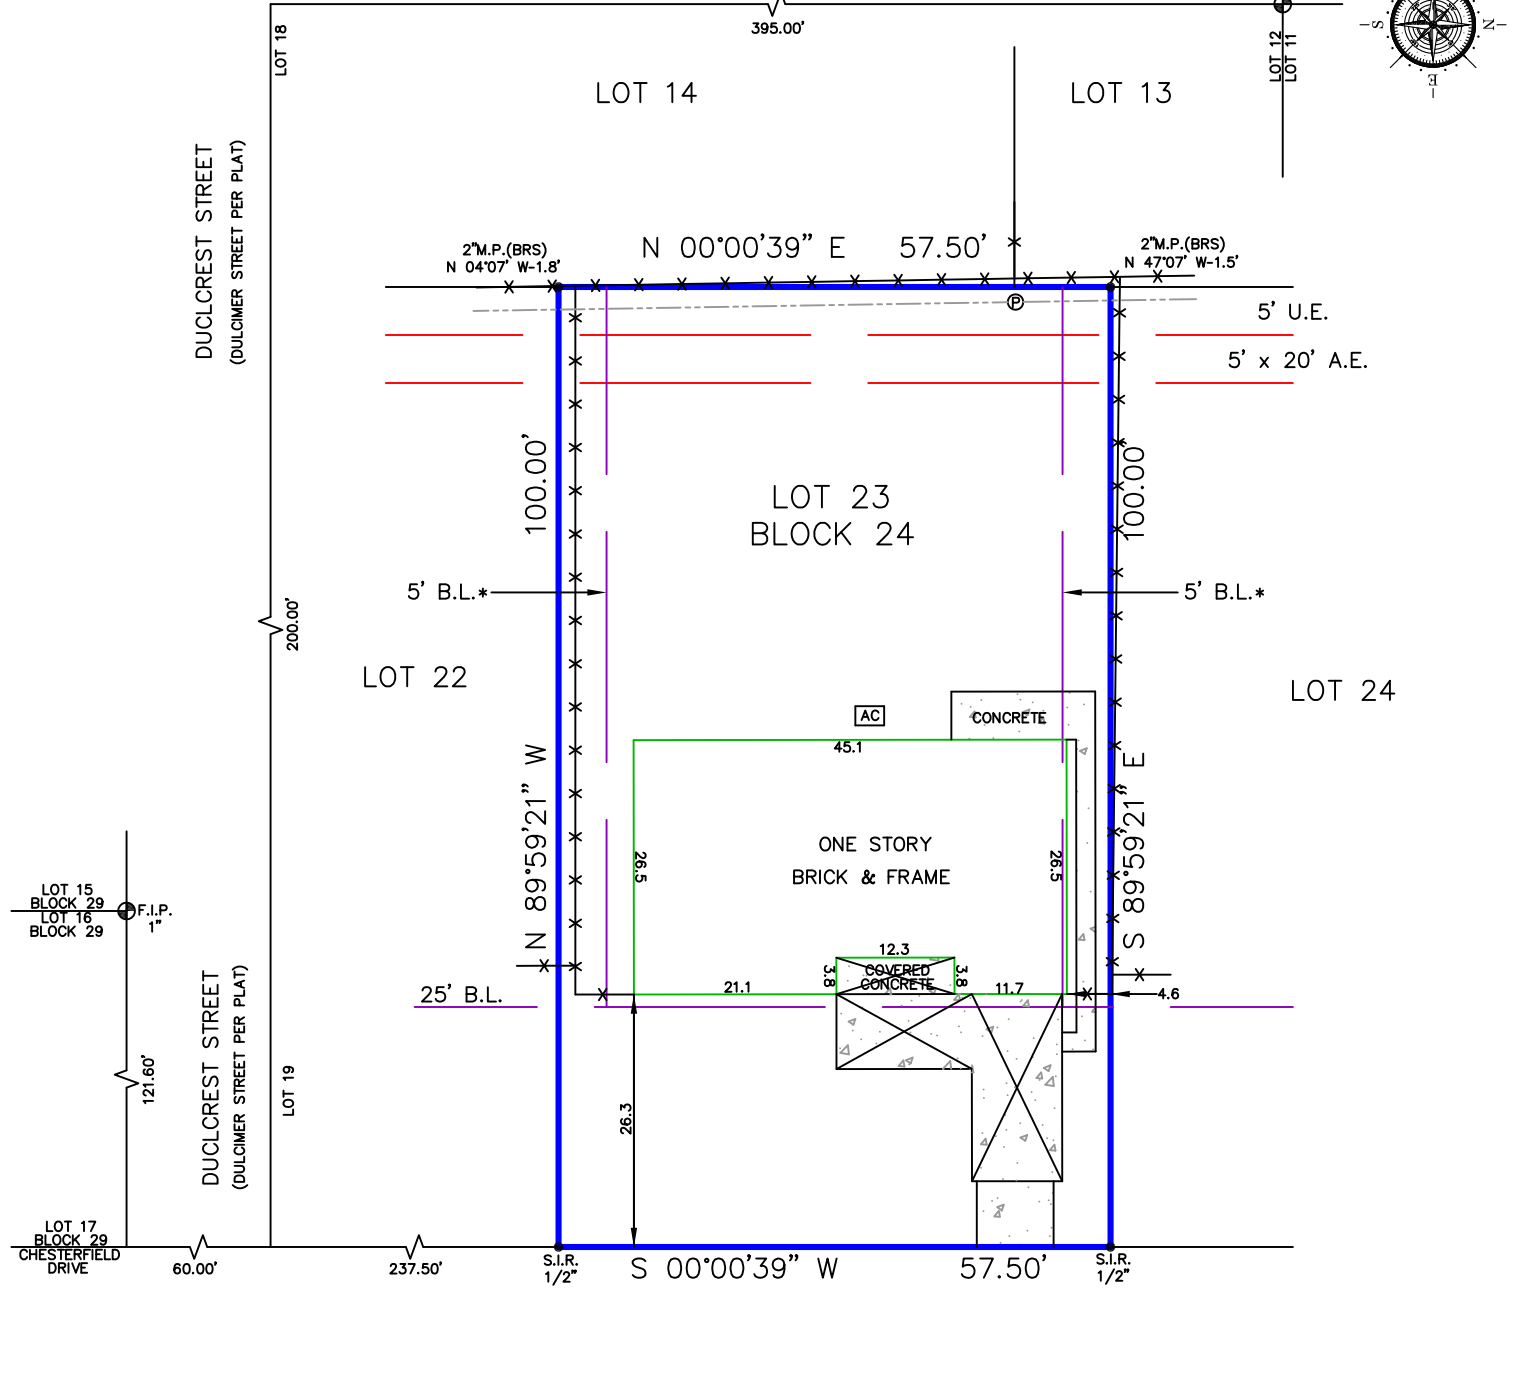 395.00'
LOT 18
LOT 12
LOT 11
S
N
E
LOT 14
LOT 13
DUCLCREST STREET
(DULCIMER STREET PER PLAT)
2"M.P.(BRS)
N 04°07' W-1.8'
N 00°00'39" E 57.50'
2"M.P.(BRS)
N 47°07' W-1.5'
P
5' U.E.
5' x 20' A.E.
100.00'
100.00'
LOT 23
BLOCK 24
5' B.L.*
5' B.L.*
200.00'
LOT 22
LOT 24
AC
CONCRETE
45.1
N 89°59'21" W
S 89°59'21" E
ONE STORY
BRICK & FRAME
26.5
26.5
LOT 15
BLOCK 29
LOT 16
BLOCK 29
F.I.P.
1"
12.3
3.8
COVERED
CONCRETE
3.8
21.1
11.7
4.6
25' B.L.
DUCLCREST STREET
(DULCIMER STREET PER PLAT)
121.60'
LOT 19
26.3
LOT 17
BLOCK 29
CHESTERFIELD
DRIVE
60.00'
237.50'
S.I.R.
1/2"
S 00°00'39" W 57.50'
S.I.R.
1/2"